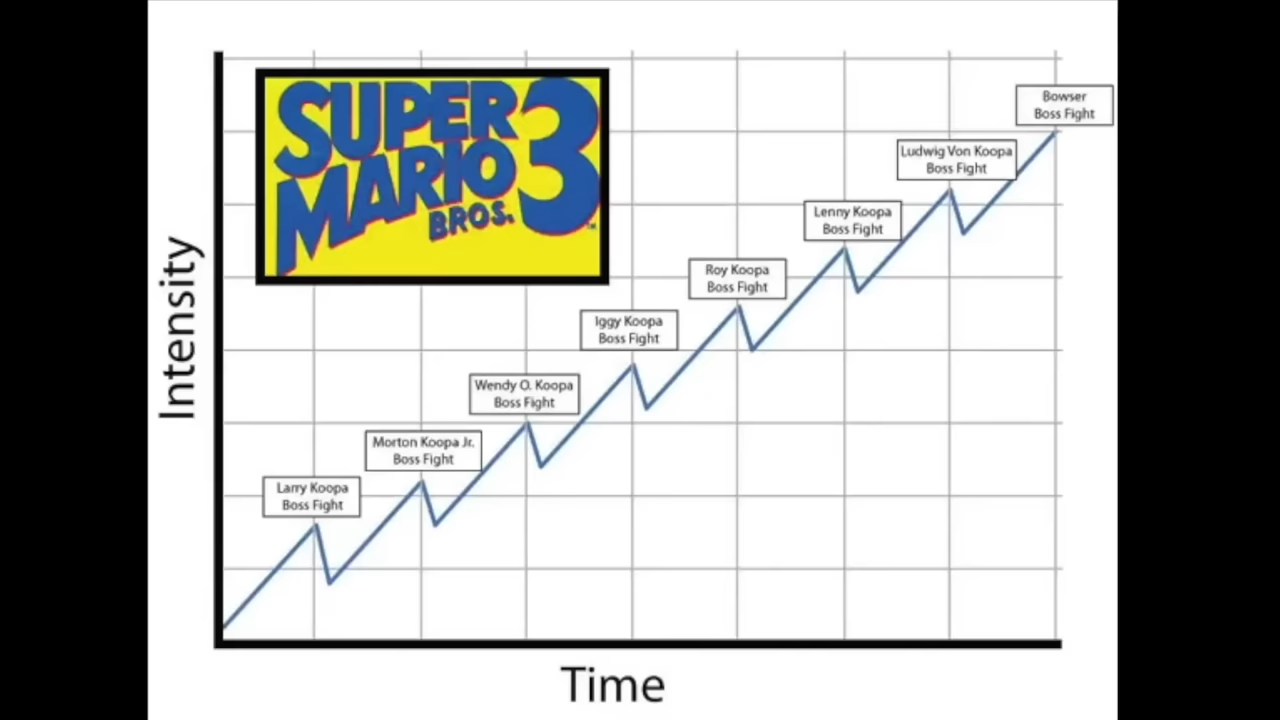 SUPER
MARIO
BROS. 3
™
Intensity
Larry Koopa
Boss Fight
Morton Koopa Jr.
Boss Fight
Wendy O. Koopa
Boss Fight
Iggy Koopa
Boss Fight
Roy Koopa
Boss Fight
Lenny Koopa
Boss Fight
Ludwig Von Koopa
Boss Fight
Bowser
Boss Fight
Time